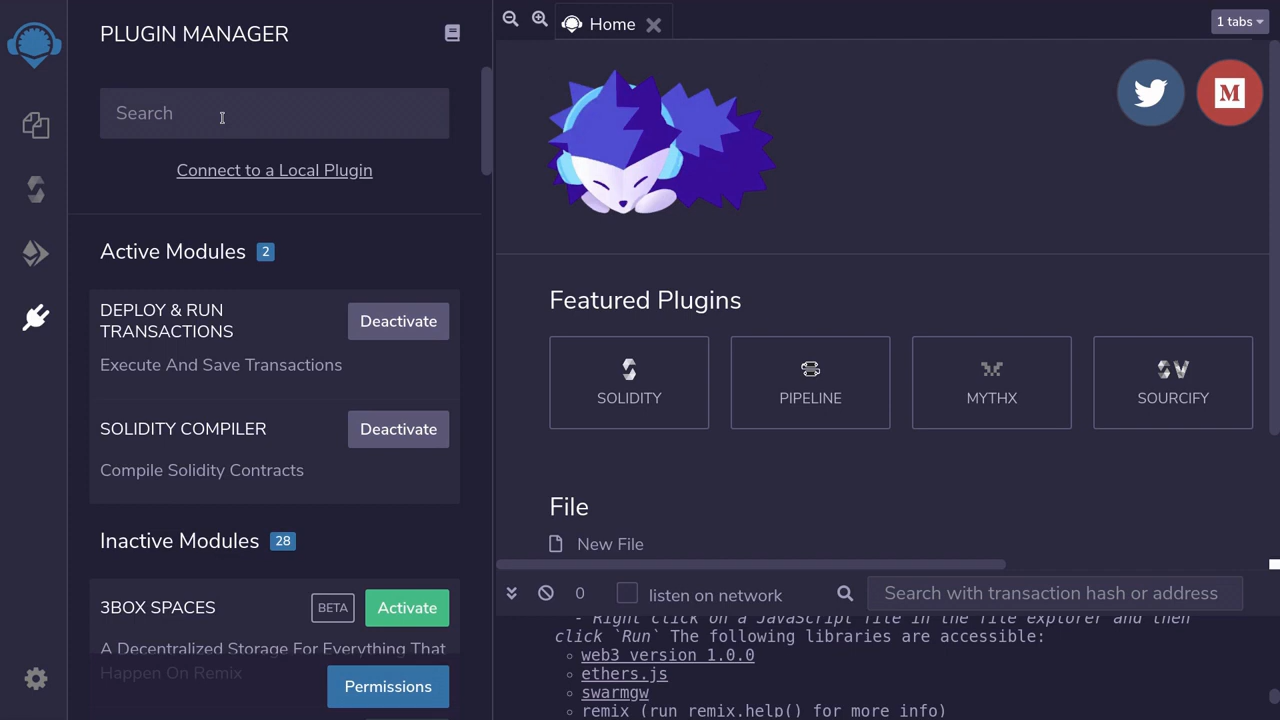 PLUGIN MANAGER
Search
Connect to a Local Plugin
Active Modules 2
DEPLOY & RUN
TRANSACTIONS
Deactivate
Execute And Save Transactions
SOLIDITY COMPILER
Deactivate
Compile Solidity Contracts
Inactive Modules 28
3BOX SPACES
BETA
Activate
A Decentralized Storage For Everything That
Happen On Remix
Permissions
Home
1 tabs
M
Featured Plugins
SOLIDITY
PIPELINE
MYTHX
SOURCIFY
File
New File
0
listen on network
Search with transaction hash or address
- Right click on a JavaScript file in the file explorer and then
click `Run` The following libraries are accessible:
web3 version 1.0.0
ethers.js
swarmgw
remix (run remix.help() for more info)